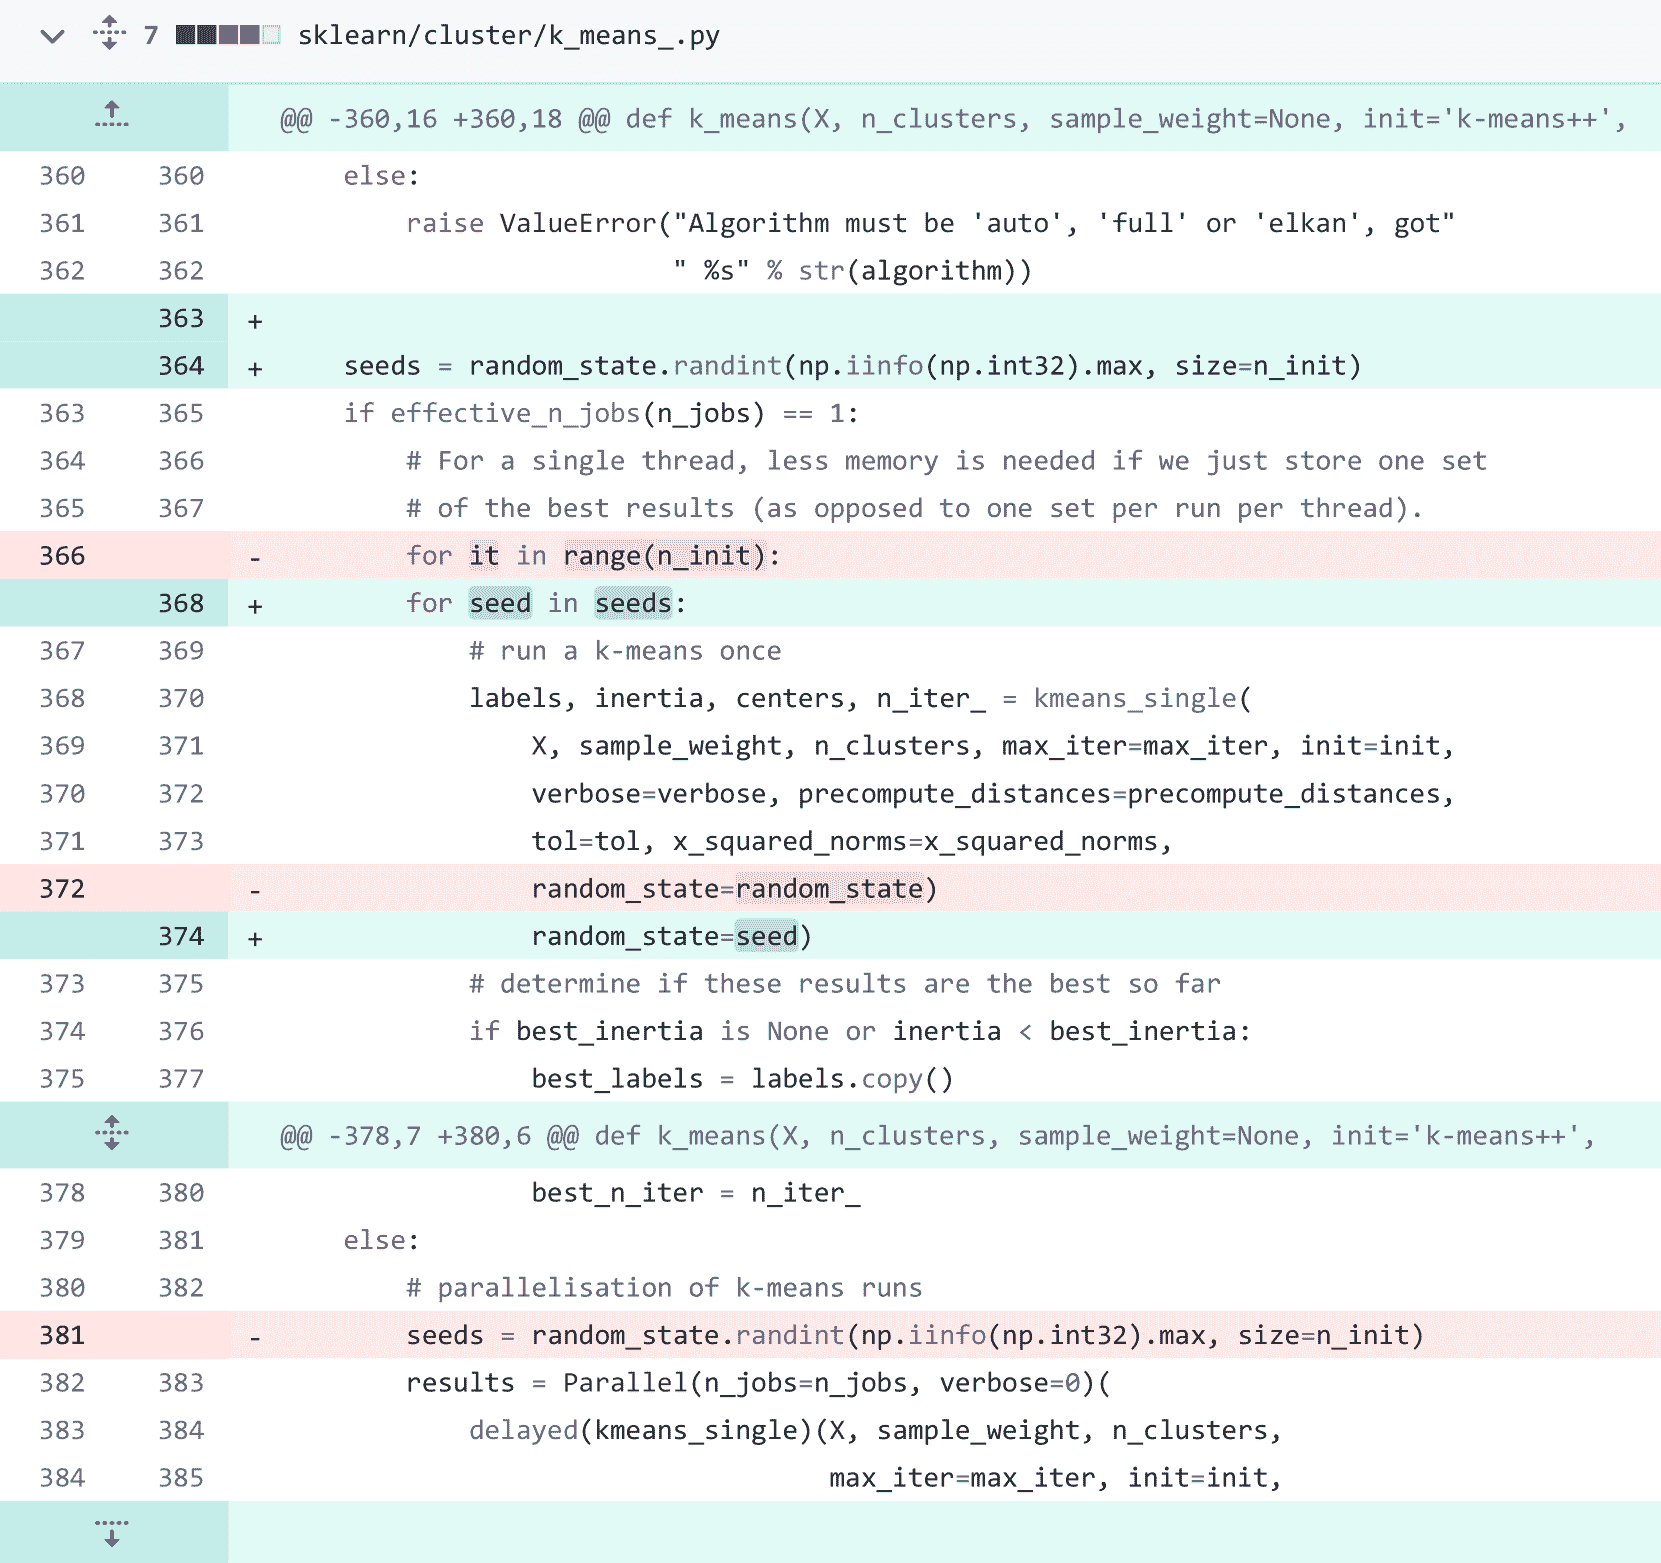 7 sklearn/cluster/k_means_.py
@@ -360,16 +360,18 @@ def k_means(X, n_clusters, sample_weight=None, init='k-means++',
360 360 else:
361 361 raise ValueError("Algorithm must be 'auto', 'full' or 'elkan', got"
362 362 " %s" % str(algorithm))
363 +
364 + seeds = random_state.randint(np.iinfo(np.int32).max, size=n_init)
363 365 if effective_n_jobs(n_jobs) == 1:
364 366 # For a single thread, less memory is needed if we just store one set
365 367 # of the best results (as opposed to one set per run per thread).
366 - for it in range(n_init):
368 + for seed in seeds:
367 369 # run a k-means once
368 370 labels, inertia, centers, n_iter_ = kmeans_single(
369 371 X, sample_weight, n_clusters, max_iter=max_iter, init=init,
370 372 verbose=verbose, precompute_distances=precompute_distances,
371 373 tol=tol, x_squared_norms=x_squared_norms,
372 - random_state=random_state)
374 + random_state=seed)
373 375 # determine if these results are the best so far
374 376 if best_inertia is None or inertia < best_inertia:
375 377 best_labels = labels.copy()
@@ -378,7 +380,6 @@ def k_means(X, n_clusters, sample_weight=None, init='k-means++',
378 380 best_n_iter = n_iter_
379 381 else:
380 382 # parallelisation of k-means runs
381 - seeds = random_state.randint(np.iinfo(np.int32).max, size=n_init)
382 383 results = Parallel(n_jobs=n_jobs, verbose=0)(
383 384 delayed(kmeans_single)(X, sample_weight, n_clusters,
384 385 max_iter=max_iter, init=init,